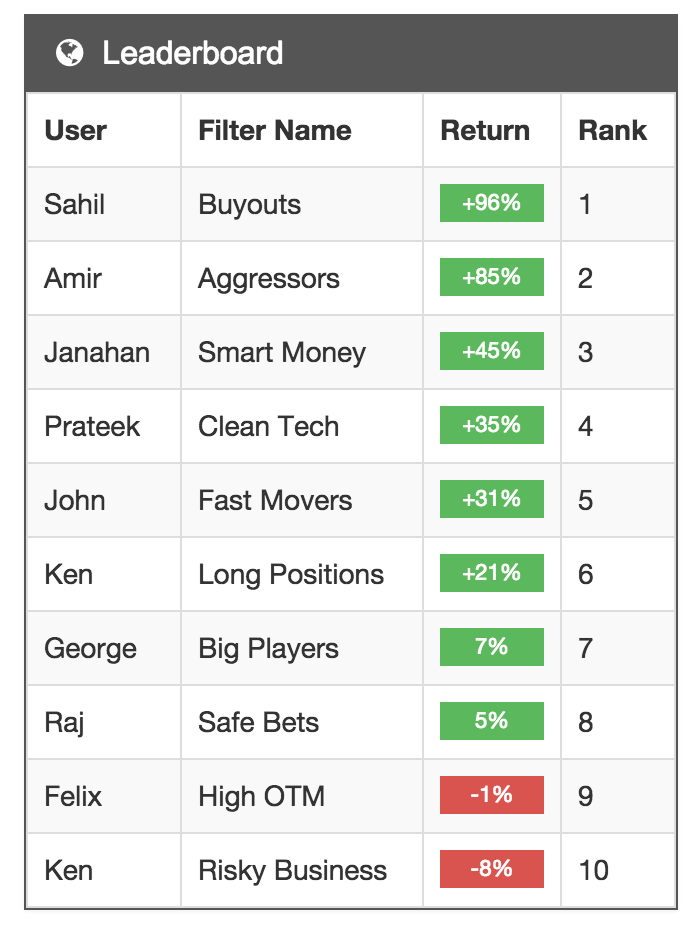 Leaderboard
User Filter Name Return Rank
Sahil Buyouts +96% 1
Amir Aggressors +85% 2
Janahan Smart Money +45% 3
Prateek Clean Tech +35% 4
John Fast Movers +31% 5
Ken Long Positions +21% 6
George Big Players 7% 7
Raj Safe Bets 5% 8
Felix High OTM -1% 9
Ken Risky Business -8% 10